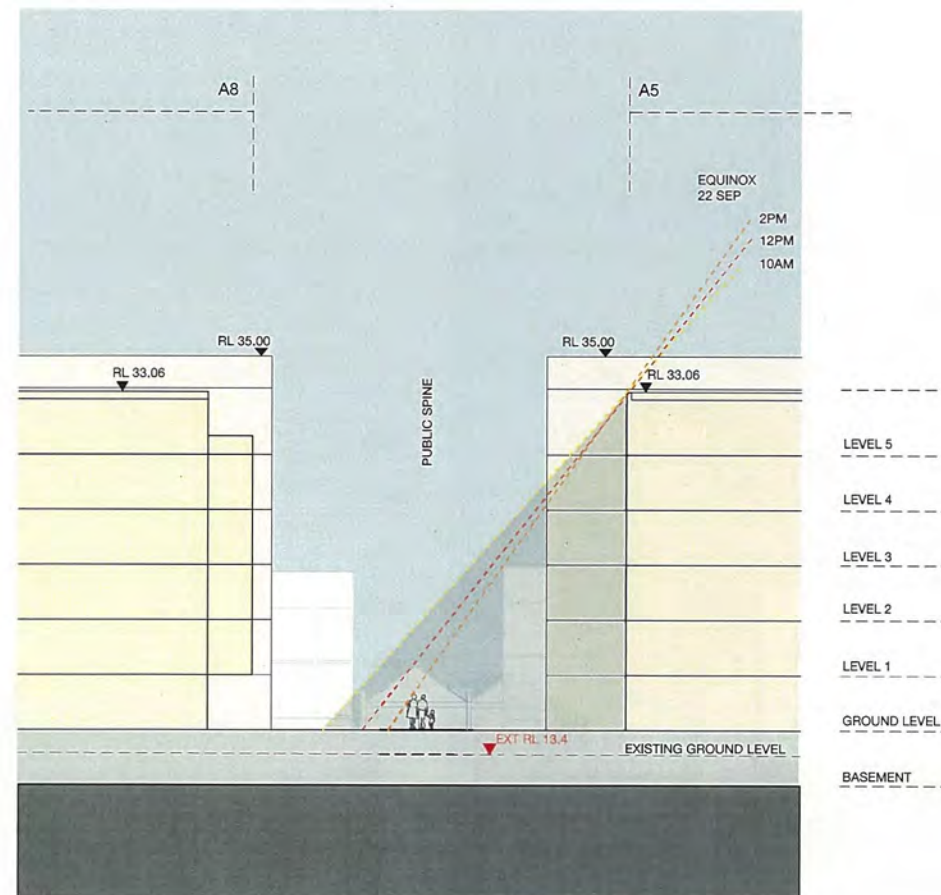 A8
A5
EQUINOX
22 SEP
2PM
12PM
10AM
RL 35.00
RL 35.00
RL 33.06
RL 33.06
PUBLIC SPINE
LEVEL 5
LEVEL 4
LEVEL 3
LEVEL 2
LEVEL 1
GROUND LEVEL
EXT RL 13.4
EXISTING GROUND LEVEL
BASEMENT